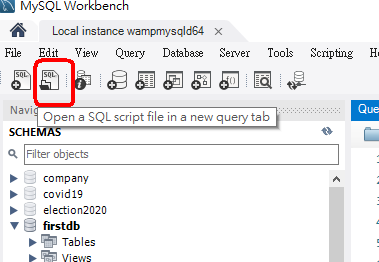 MySQL Workbench
Local instance wampmysqld64 ×
File Edit View Query Database Server Tools Scripting
SQL SQL
Open a SQL script file in a new query tab
SCHEMAS
Filter objects
company
covid19
election2020
firstdb
Tables
Views